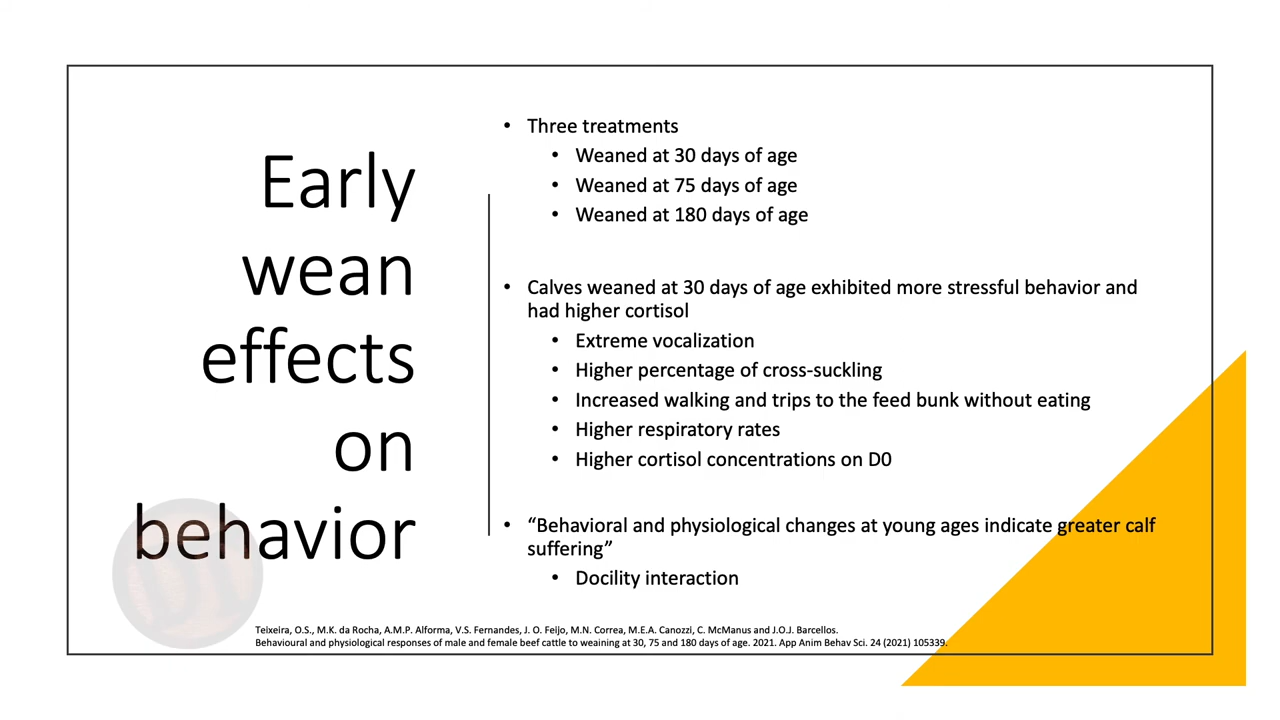 Early
wean
effects
on
behavior
• Three treatments
• Weaned at 30 days of age
• Weaned at 75 days of age
• Weaned at 180 days of age
• Calves weaned at 30 days of age exhibited more stressful behavior and
had higher cortisol
• Extreme vocalization
• Higher percentage of cross-suckling
• Increased walking and trips to the feed bunk without eating
• Higher respiratory rates
• Higher cortisol concentrations on D0
• “Behavioral and physiological changes at young ages indicate greater calf
suffering”
• Docility interaction
Teixeira, O.S., M.K. da Rocha, A.M.P. Alforma, V.S. Fernandes, J. O. Feijo, M.N. Correa, M.E.A. Canozzi, C. McManus and J.O.J. Barcellos.
Behavioural and physiological responses of male and female beef cattle to weaining at 30, 75 and 180 days of age. 2021. App Anim Behav Sci. 24 (2021) 105339.